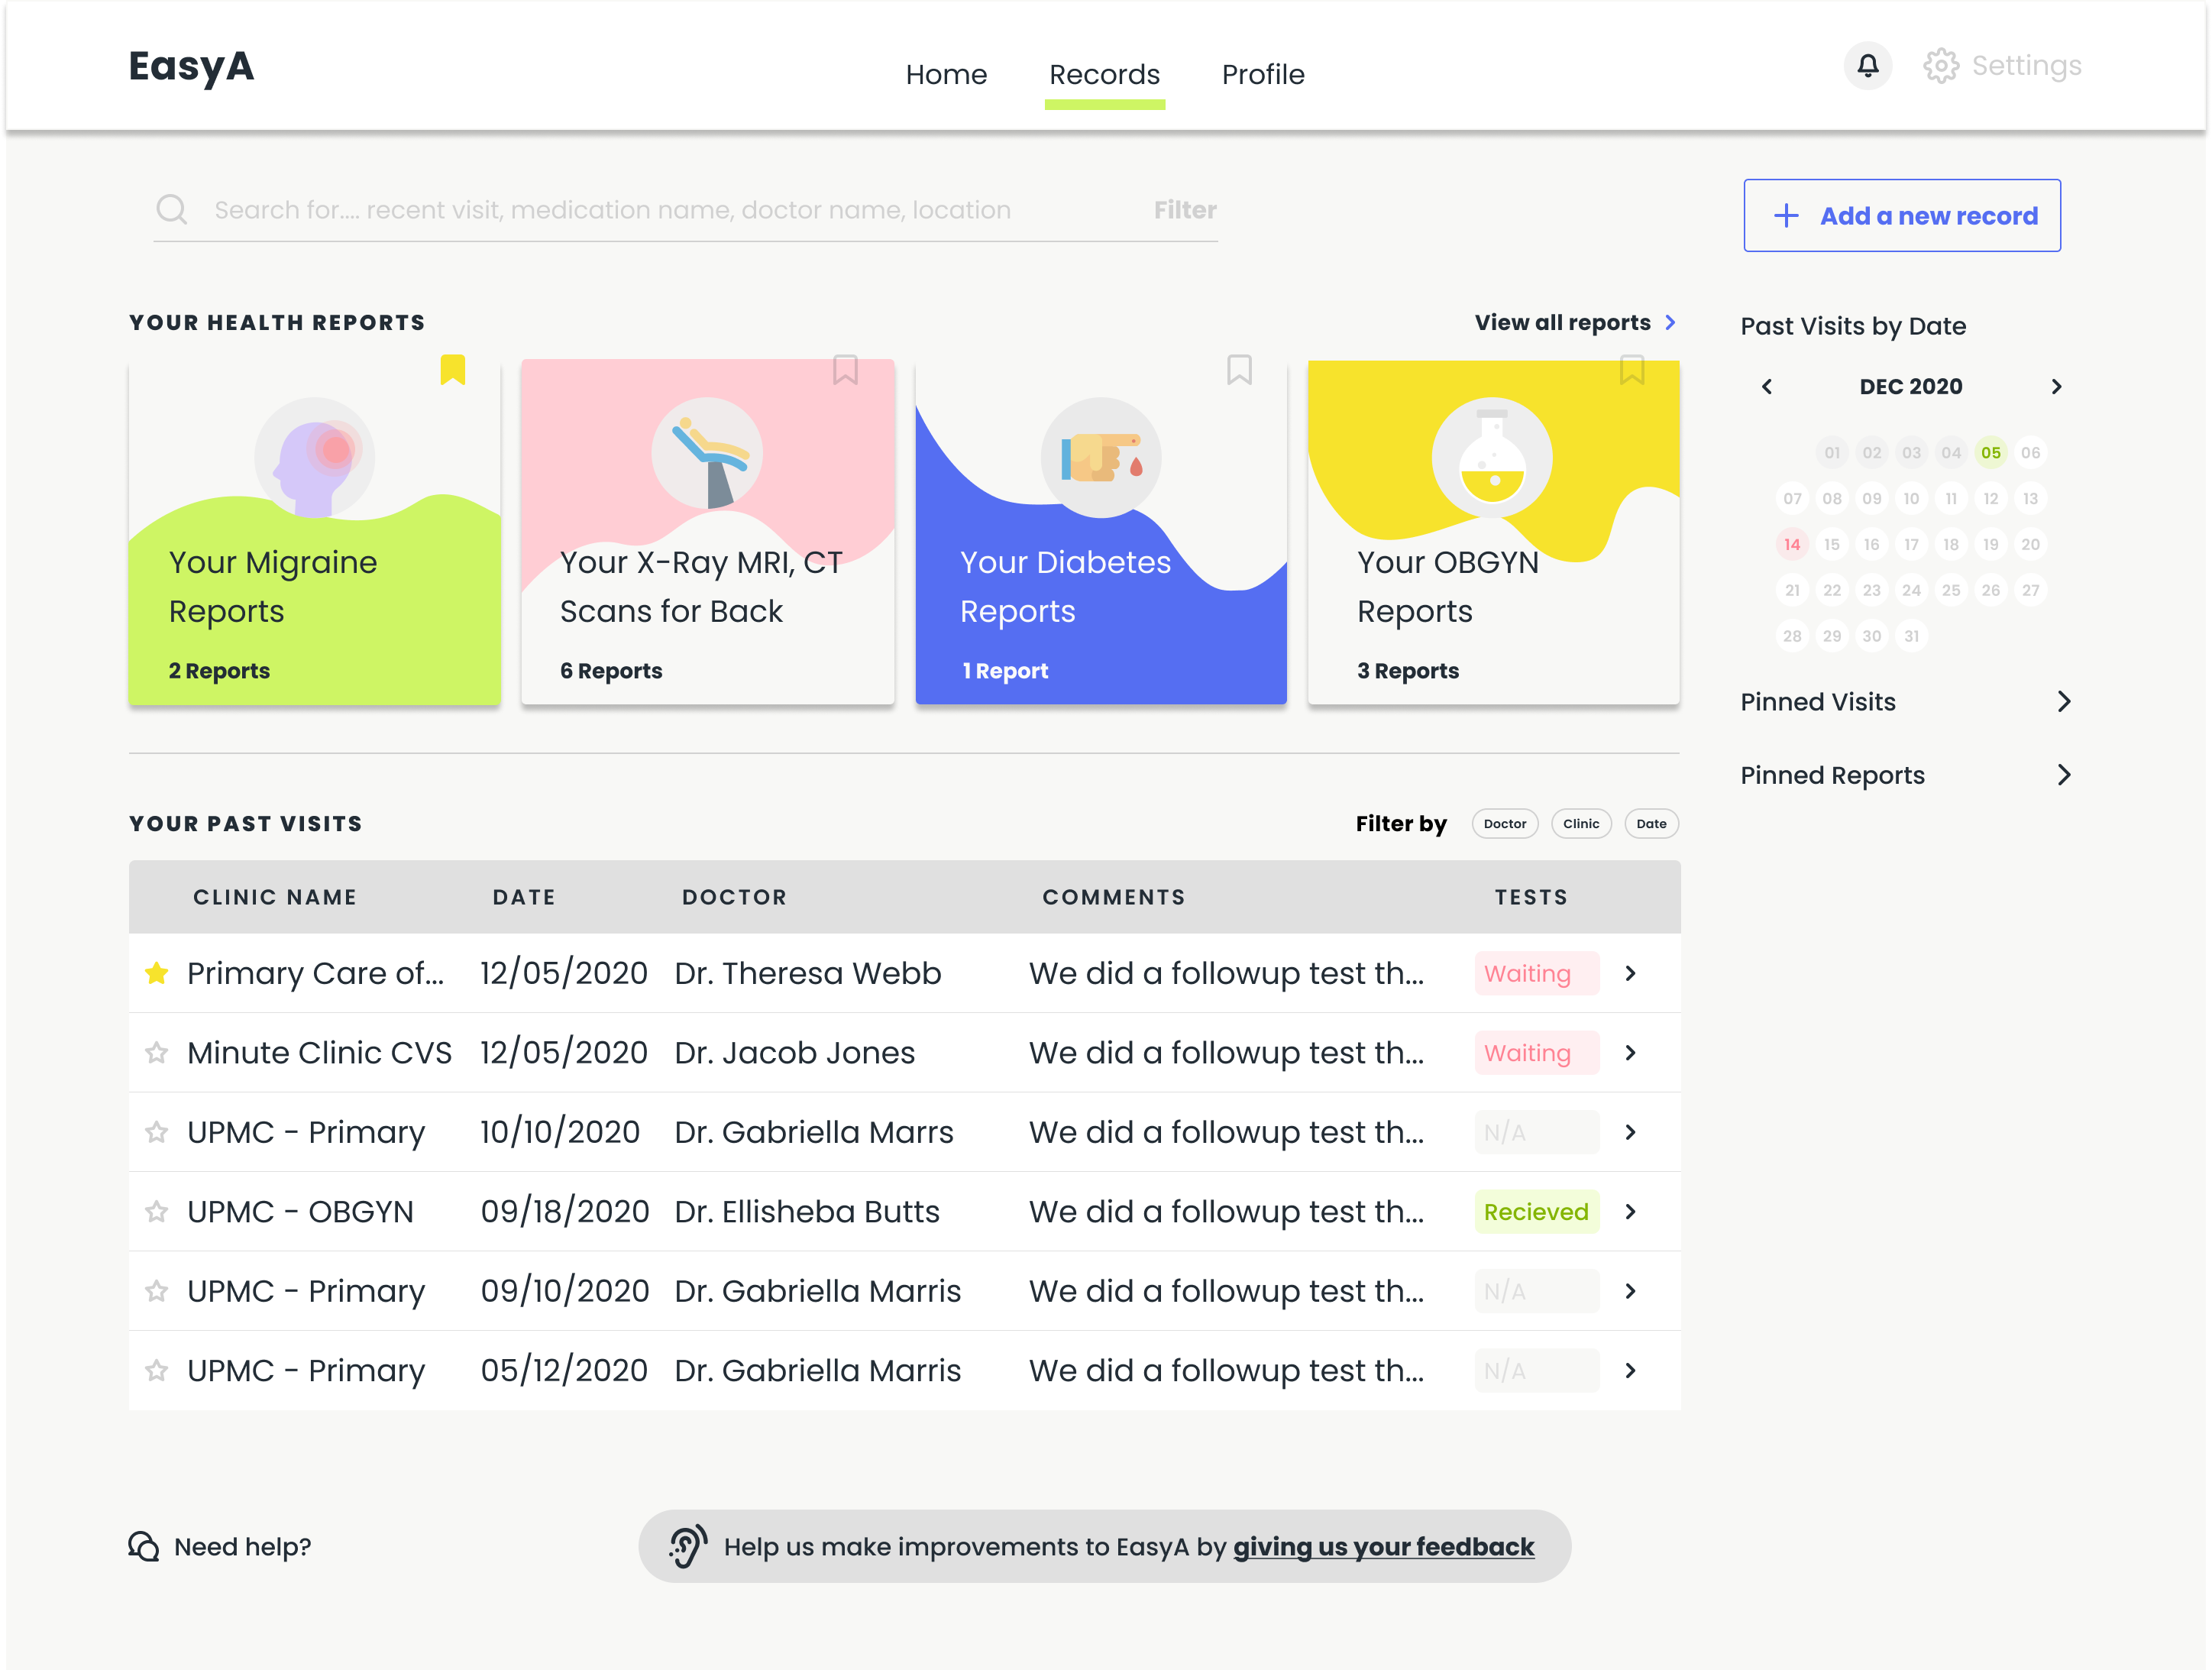 EasyA
Home
Records
Profile
Settings
Search for.... recent visit, medication name, doctor name, location
Filter
Add a new record
YOUR HEALTH REPORTS
View all reports
Your Migraine
Reports
2 Reports
Your X-Ray MRI, CT
Scans for Back
6 Reports
Your Diabetes
Reports
1 Report
Your OBGYN
Reports
3 Reports
Past Visits by Date
DEC 2020
01 02 03 04 05 06
07 08 09 10 11 12 13
14 15 16 17 18 19 20
21 22 23 24 25 26 27
28 29 30 31
Pinned Visits
Pinned Reports
YOUR PAST VISITS
Filter by
Doctor
Clinic
Date
CLINIC NAME DATE DOCTOR COMMENTS TESTS
Primary Care of... 12/05/2020 Dr. Theresa Webb We did a followup test th... Waiting
Minute Clinic CVS 12/05/2020 Dr. Jacob Jones We did a followup test th... Waiting
UPMC - Primary 10/10/2020 Dr. Gabriella Marrs We did a followup test th... N/A
UPMC - OBGYN 09/18/2020 Dr. Ellisheba Butts We did a followup test th... Recieved
UPMC - Primary 09/10/2020 Dr. Gabriella Marris We did a followup test th... N/A
UPMC - Primary 05/12/2020 Dr. Gabriella Marris We did a followup test th... N/A
Need help?
Help us make improvements to EasyA by giving us your feedback